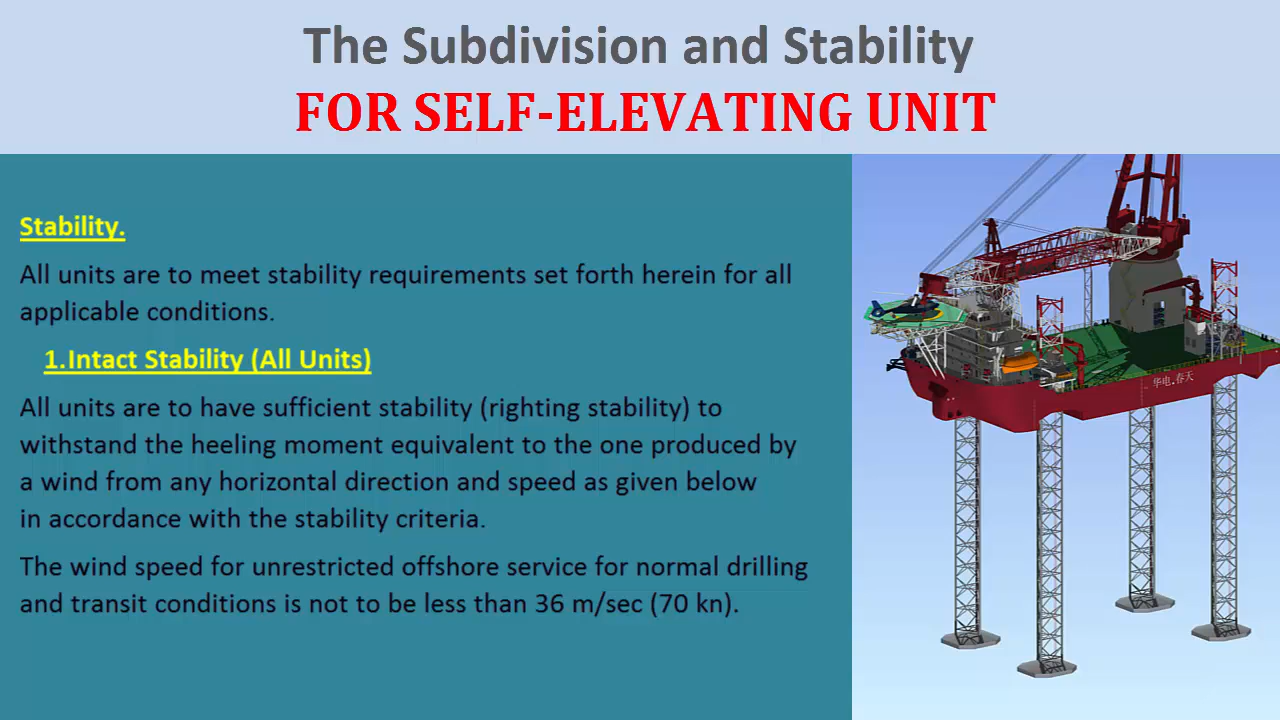 The Subdivision and Stability
FOR SELF-ELEVATING UNIT
Stability.
All units are to meet stability requirements set forth herein for all
applicable conditions.
1.Intact Stability (All Units)
All units are to have sufficient stability (righting stability) to
withstand the heeling moment equivalent to the one produced by
a wind from any horizontal direction and speed as given below
in accordance with the stability criteria.
The wind speed for unrestricted offshore service for normal drilling
and transit conditions is not to be less than 36 m/sec (70 kn).
华电.春天